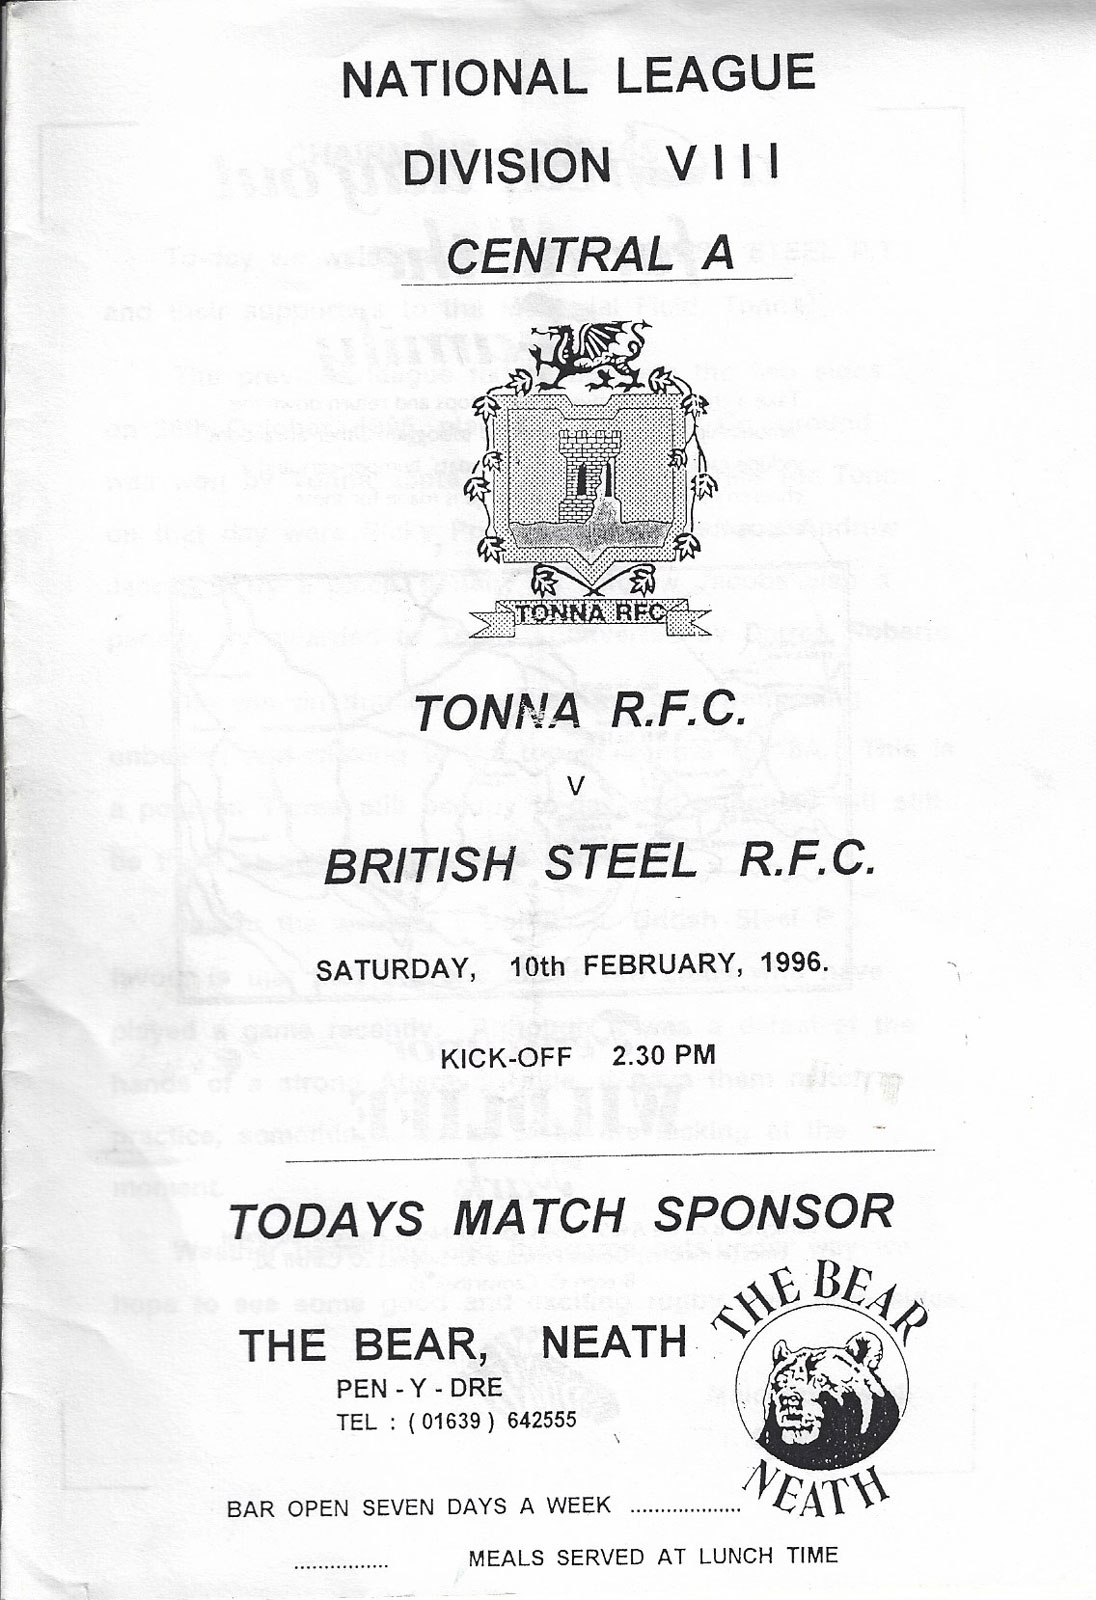 NATIONAL LEAGUE
DIVISION VIII
CENTRAL A
TONNA RFC
TONNA R.F.C.
V
BRITISH STEEL R.F.C.
SATURDAY, 10th FEBRUARY, 1996.
KICK-OFF 2.30 PM
TODAYS MATCH SPONSOR
THE BEAR, NEATH
PEN - Y - DRE
TEL : ( 01639 ) 642555
THE BEAR
NEATH
BAR OPEN SEVEN DAYS A WEEK ...................
................ MEALS SERVED AT LUNCH TIME